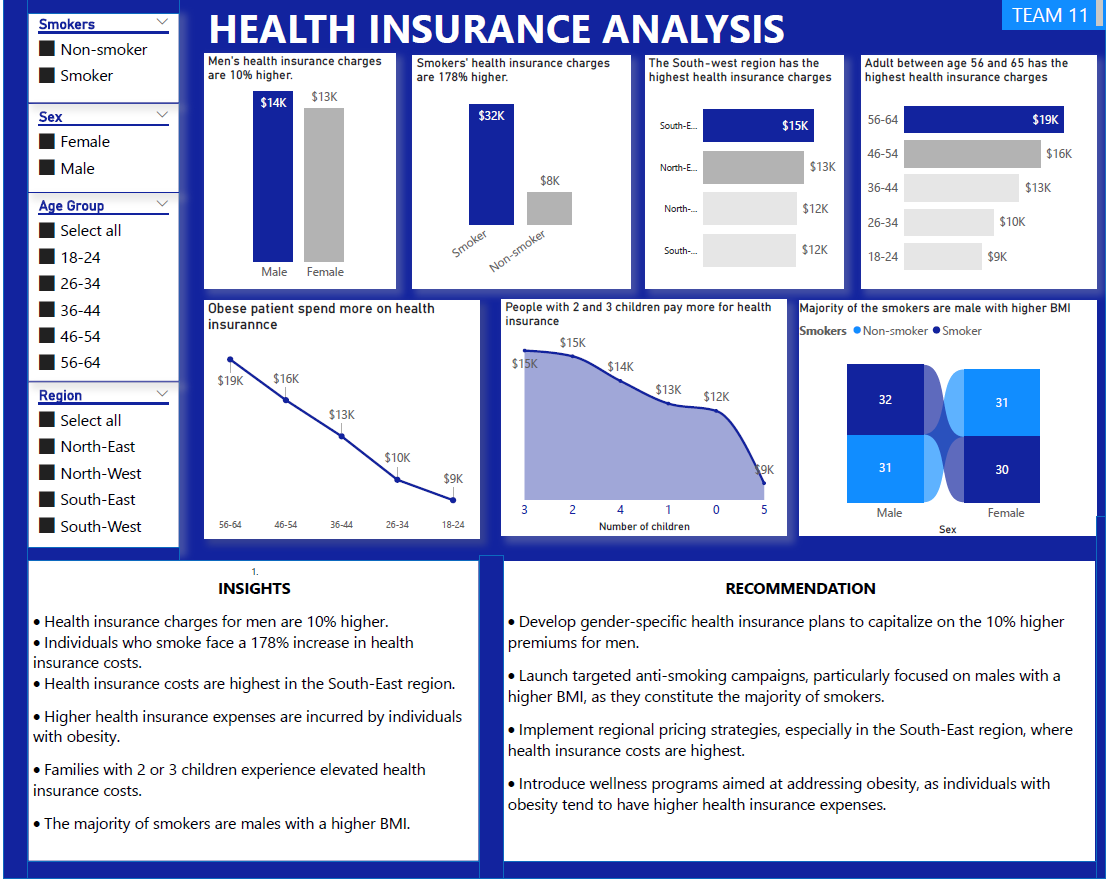 HEALTH INSURANCE ANALYSIS
TEAM 11
Smokers
Non-smoker
Smoker
Sex
Female
Male
Age Group
Select all
18-24
26-34
36-44
46-54
56-64
Region
Select all
North-East
North-West
South-East
South-West
Men's health insurance charges
are 10% higher.
$14K
$13K
Male
Female
Smokers' health insurance charges
are 178% higher.
$32K
$8K
Smoker
Non-smoker
The South-west region has the
highest health insurance charges
South-E... $15K
North-E... $13K
North-... $12K
South-... $12K
Adult between age 56 and 65 has the
highest health insurance charges
56-64 $19K
46-54 $16K
36-44 $13K
26-34 $10K
18-24 $9K
Obese patient spend more on health
insurannce
$19K
$16K
$13K
$10K
$9K
56-64 46-54 36-44 26-34 18-24
People with 2 and 3 children pay more for health
insurance
$15K
$15K
$14K
$13K
$12K
$9K
3 2 4 1 0 5
Number of children
Majority of the smokers are male with higher BMI
Smokers Non-smoker Smoker
32 31
31 30
Male Female
Sex
1.
INSIGHTS
• Health insurance charges for men are 10% higher.
• Individuals who smoke face a 178% increase in health
insurance costs.
• Health insurance costs are highest in the South-East region.
• Higher health insurance expenses are incurred by individuals
with obesity.
• Families with 2 or 3 children experience elevated health
insurance costs.
• The majority of smokers are males with a higher BMI.
RECOMMENDATION
• Develop gender-specific health insurance plans to capitalize on the 10% higher
premiums for men.
• Launch targeted anti-smoking campaigns, particularly focused on males with a
higher BMI, as they constitute the majority of smokers.
• Implement regional pricing strategies, especially in the South-East region, where
health insurance costs are highest.
• Introduce wellness programs aimed at addressing obesity, as individuals with
obesity tend to have higher health insurance expenses.